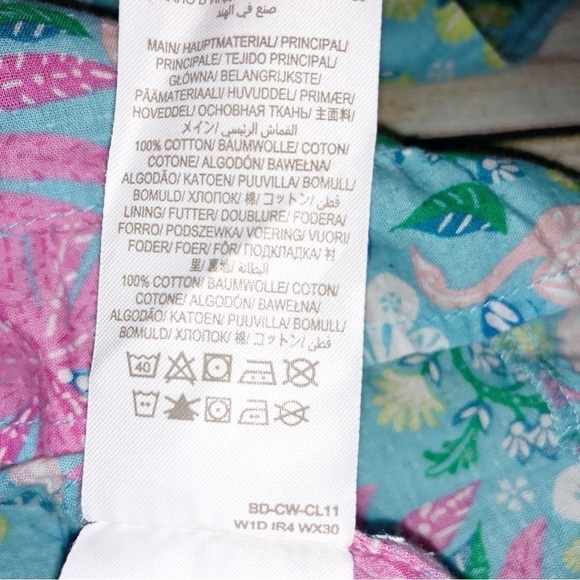 صنع في الهند
MAIN/ HAUPTMATERIAL/ PRINCIPAL/
PRINCIPALE/ TEJIDO PRINCIPAL/
GŁÓWNA/ BELANGRIJKSTE/
PÄÄMATERIAALI/ HUVUDDEL/ PRIMÆR/
HOVEDDEL/ ОСНОВНАЯ ТКАНЬ/ 主面料/
メイン/ القماش الرئيسي/
100% COTTON/ BAUMWOLLE/ COTON/
COTONE/ ALGODÓN/ BAWEŁNA/
ALGODÃO/ KATOEN/ PUUVILLA/ BOMULL/
BOMULD/ ХЛОПОК/ 棉/ コットン/ قطن/
LINING/ FUTTER/ DOUBLURE/ FODERA/
FORRO/ PODSZEWKA/ VOERING/ VUORI/
FODER/ FOER/ FÔR/ ПОДКЛАДКА/ 衬
里/ 裏地/ البطانة/
100% COTTON/ BAUMWOLLE/ COTON/
COTONE/ ALGODÓN/ BAWEŁNA/
ALGODÃO/ KATOEN/ PUUVILLA/ BOMULL/
BOMULD/ ХЛОПОК/ 棉/ コットン/ قطن/
40
BD-CW-CL11
W1D IR4 WX30